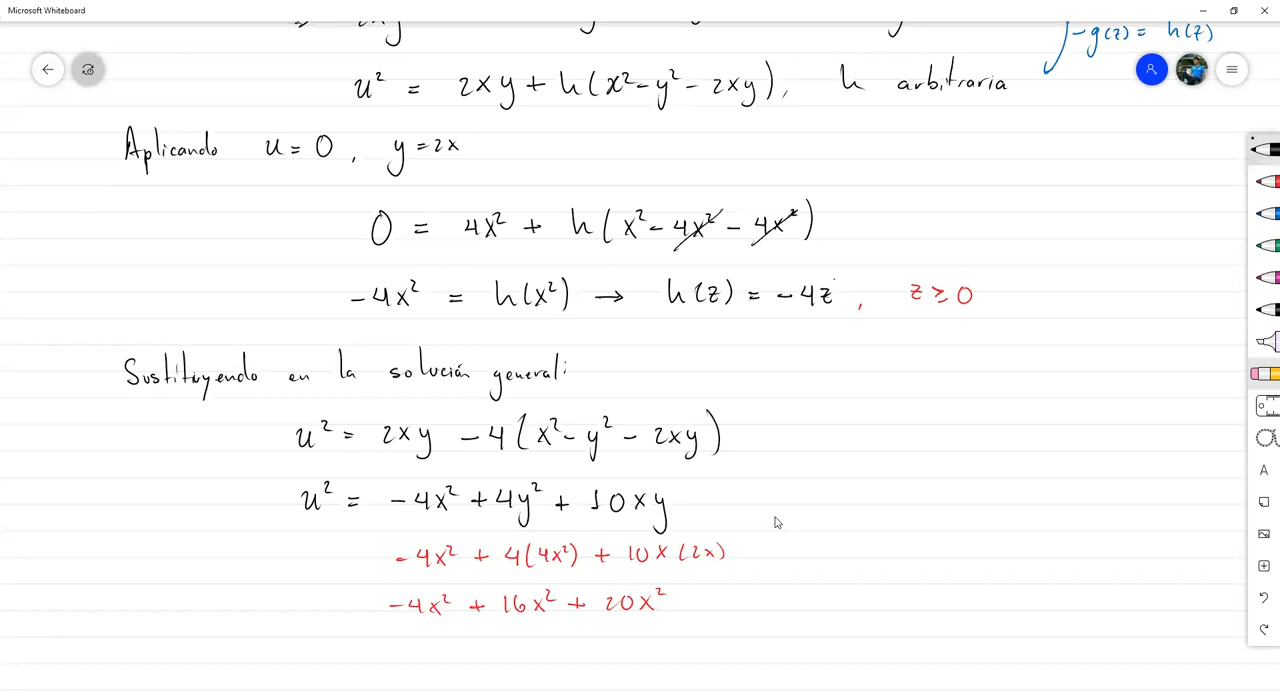 Microsoft Whiteboard
-g(z) = h(z)
u² = 2xy + h(x² - y² - 2xy), h arbitraria
Aplicando u = 0, y = 2x
0 = 4x² + h(x² - 4x² - 4x²)
-4x² = h(x²) → h(z) = -4z, z ≥ 0
Sustituyendo en la solución general:
u² = 2xy - 4(x² - y² - 2xy)
u² = -4x² + 4y² + 10xy
-4x² + 4(4x²) + 10x(2x)
-4x² + 16x² + 20x²